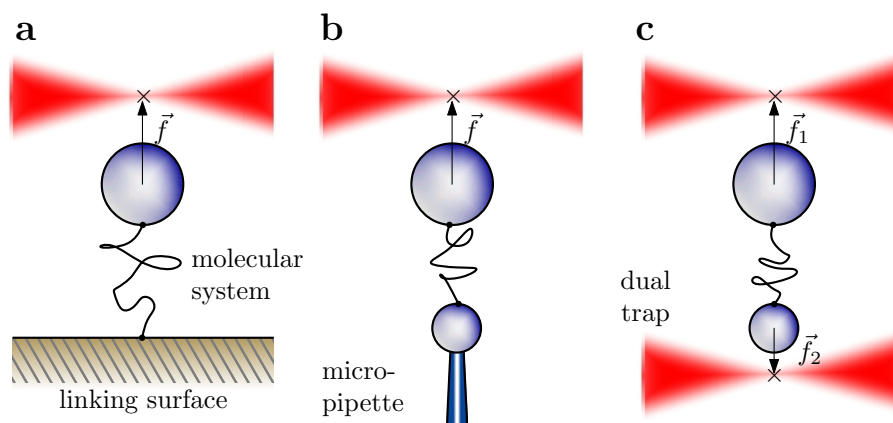 a
b
c
f⃗
f⃗
f⃗₁
molecular
system
dual
trap
f⃗₂
micro-
pipette
linking surface